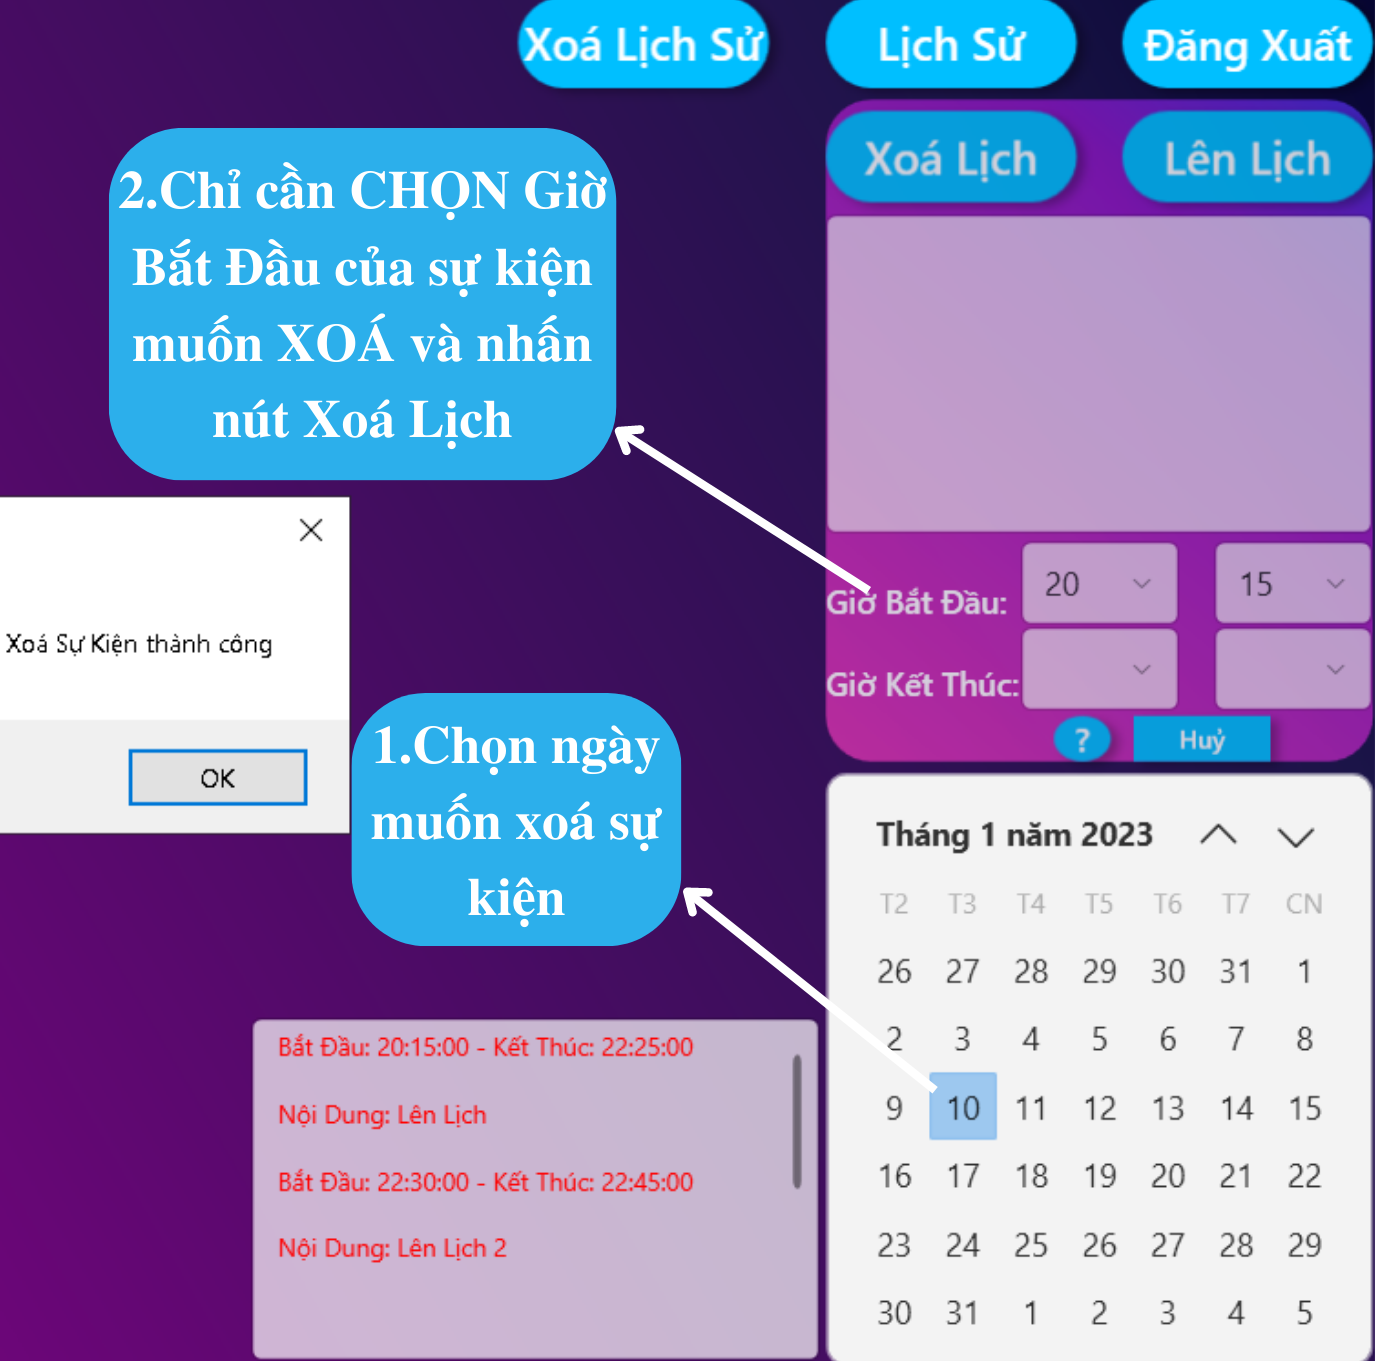 Xoá Lịch Sử
Lịch Sử
Đăng Xuất
Xoá Lịch
Lên Lịch
2.Chỉ cần CHỌN Giờ
Bắt Đầu của sự kiện
muốn XOÁ và nhấn
nút Xoá Lịch
Giờ Bắt Đầu:
20
15
Giờ Kết Thúc:
?
Huỷ
Xoá Sự Kiện thành công
OK
1.Chọn ngày
muốn xoá sự
kiện
Tháng 1 năm 2023
T2 T3 T4 T5 T6 T7 CN
26 27 28 29 30 31 1
2 3 4 5 6 7 8
9 10 11 12 13 14 15
16 17 18 19 20 21 22
23 24 25 26 27 28 29
30 31 1 2 3 4 5
Bắt Đầu: 20:15:00 - Kết Thúc: 22:25:00
Nội Dung: Lên Lịch
Bắt Đầu: 22:30:00 - Kết Thúc: 22:45:00
Nội Dung: Lên Lịch 2